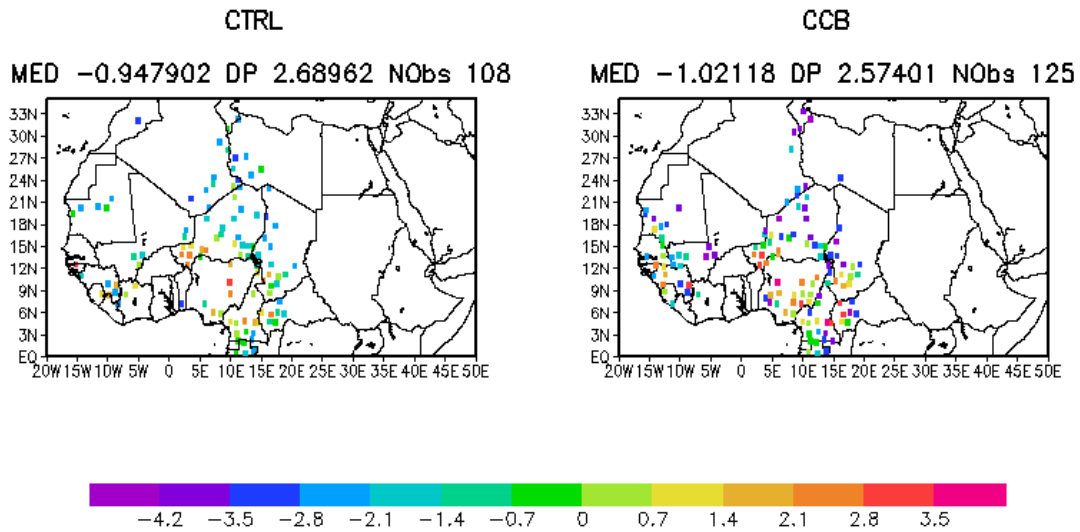 CTRL
CCB
MED -0.947902 DP 2.68962 NObs 108
MED -1.02118 DP 2.57401 NObs 125
33N
30N
27N
24N
21N
18N
15N
12N
9N
6N
3N
EQ
20W 15W 10W 5W 0 5E 10E 15E 20E 25E 30E 35E 40E 45E 50E
33N
30N
27N
24N
21N
18N
15N
12N
9N
6N
3N
EQ
20W 15W 10W 5W 0 5E 10E 15E 20E 25E 30E 35E 40E 45E 50E
-4.2 -3.5 -2.8 -2.1 -1.4 -0.7 0 0.7 1.4 2.1 2.8 3.5